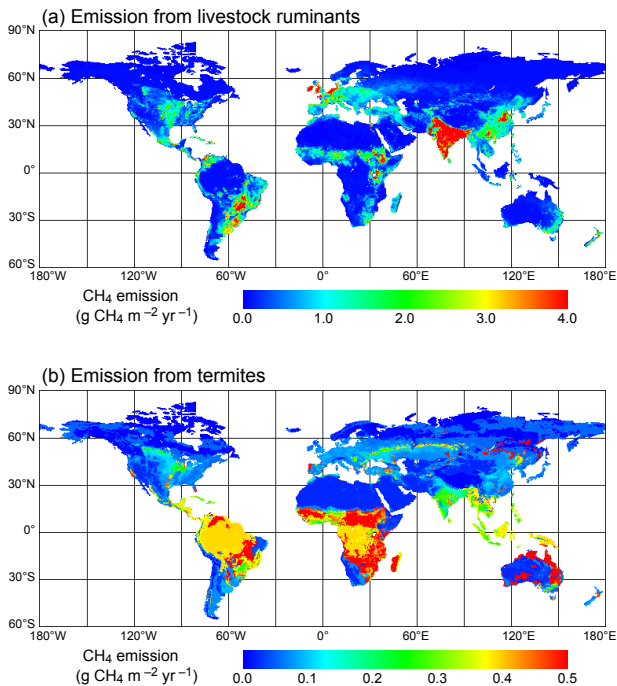 (a) Emission from livestock ruminants
90°N
60°N
30°N
0°
30°S
60°S
180°W 60°W 0° 60°E 120°E 180°E
CH₄ emission
(g CH₄ m⁻² yr⁻¹)
0.0 1.0 2.0 3.0 4.0
(b) Emission from termites
90°N
60°N
30°N
0°
30°S
60°S
180°W 60°W 0° 60°E 120°E 180°E
CH₄ emission
(g CH₄ m⁻² yr⁻¹)
0.0 0.1 0.2 0.3 0.4 0.5